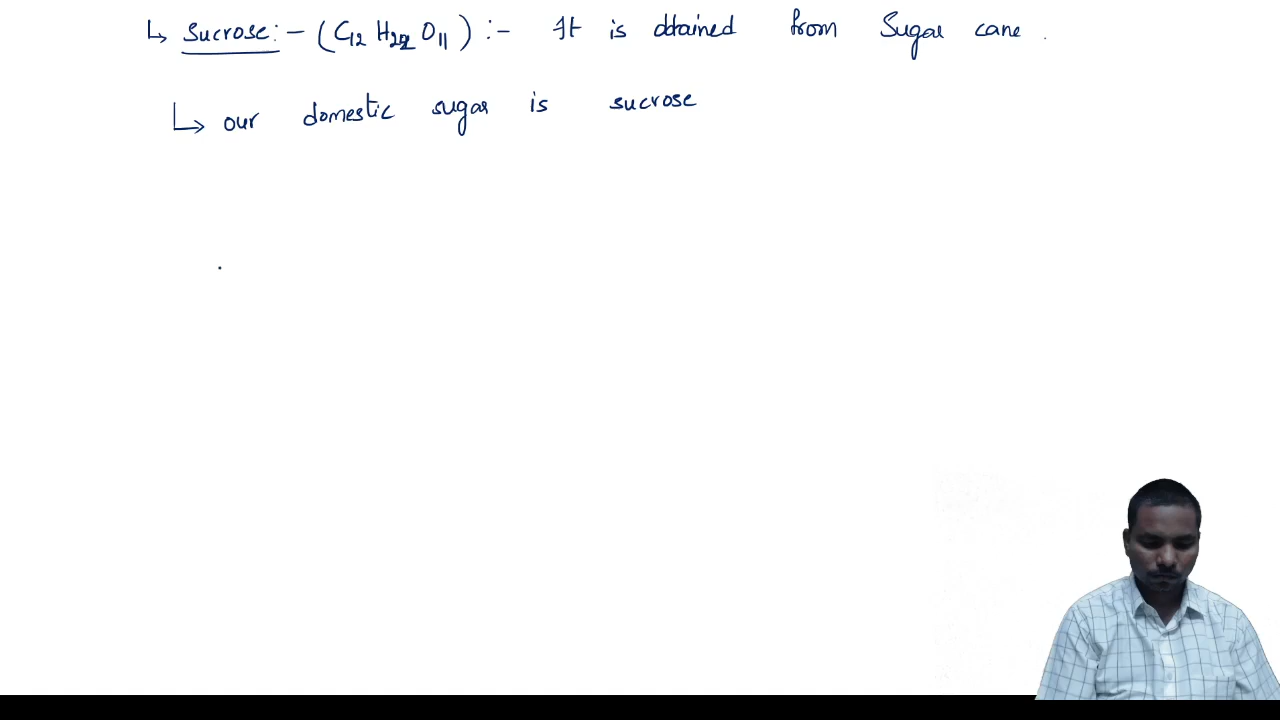 ↳ Sucrose:- (C12 H22 O11) :- It is obtained from Sugar cane.
↳ our domestic sugar is sucrose